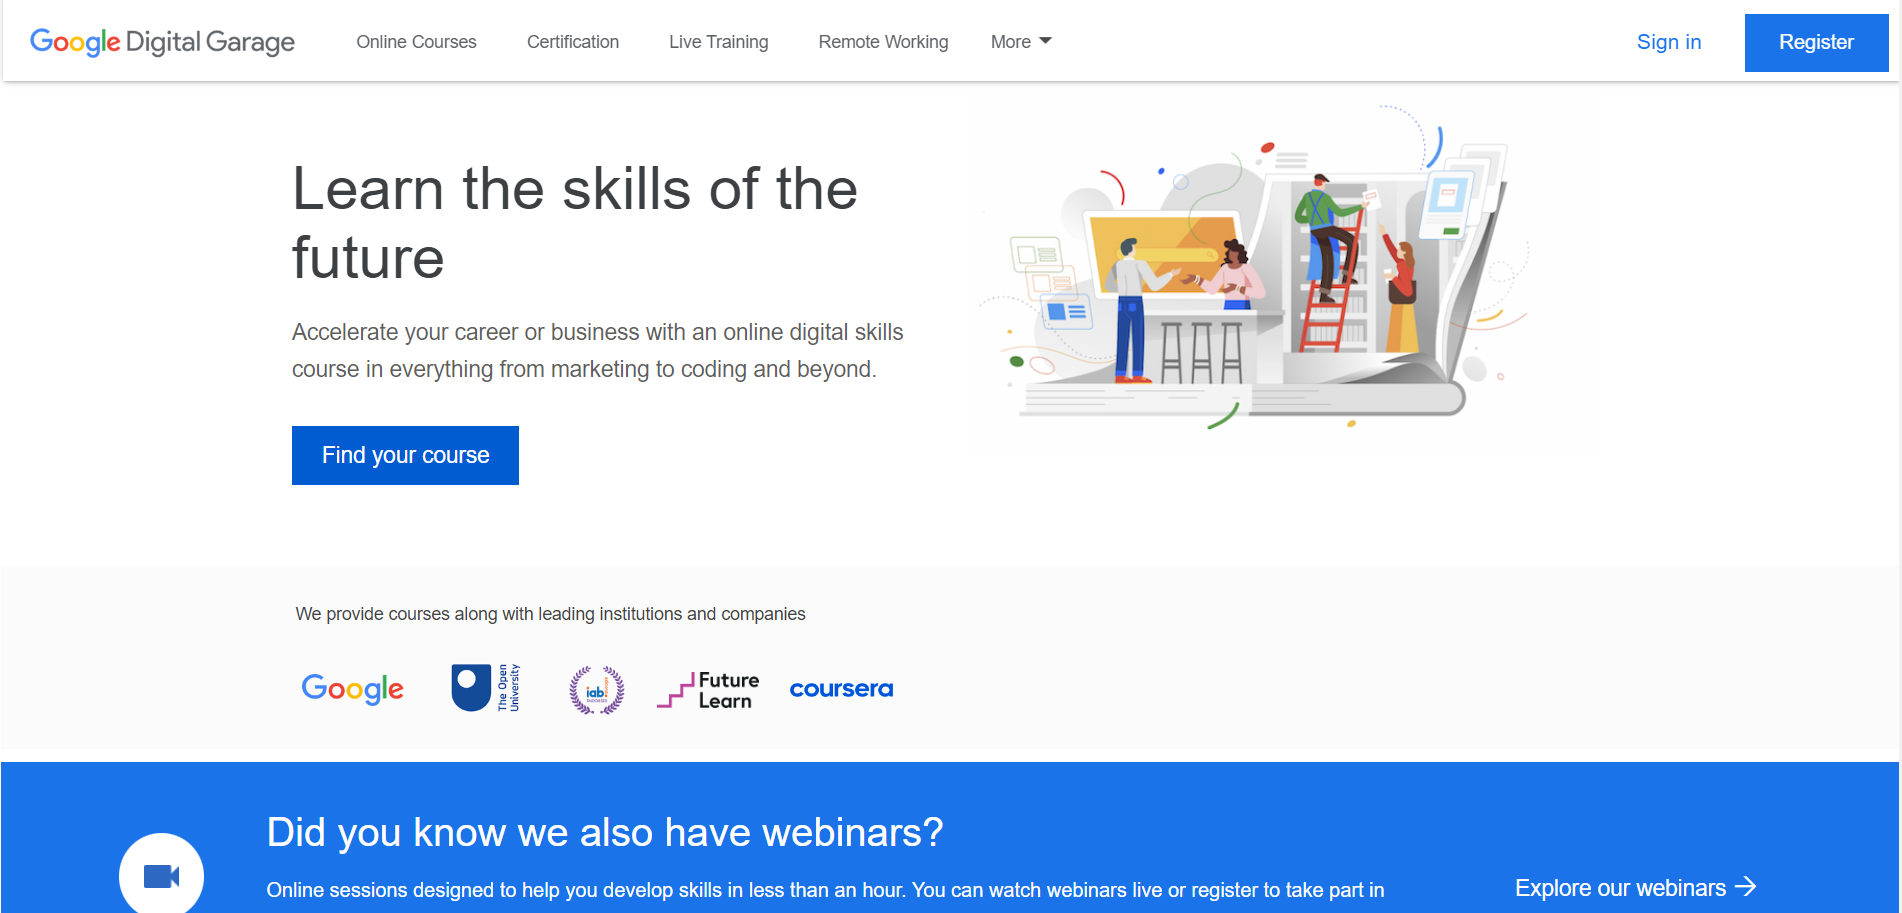 Google Digital Garage Online Courses Certification Live Training Remote Working More Sign in Register
Learn the skills of the
future
Accelerate your career or business with an online digital skills
course in everything from marketing to coding and beyond.
Find your course
We provide courses along with leading institutions and companies
Google
The Open
University
iab
Future
Learn
coursera
Did you know we also have webinars?
Online sessions designed to help you develop skills in less than an hour. You can watch webinars live or register to take part in
Explore our webinars